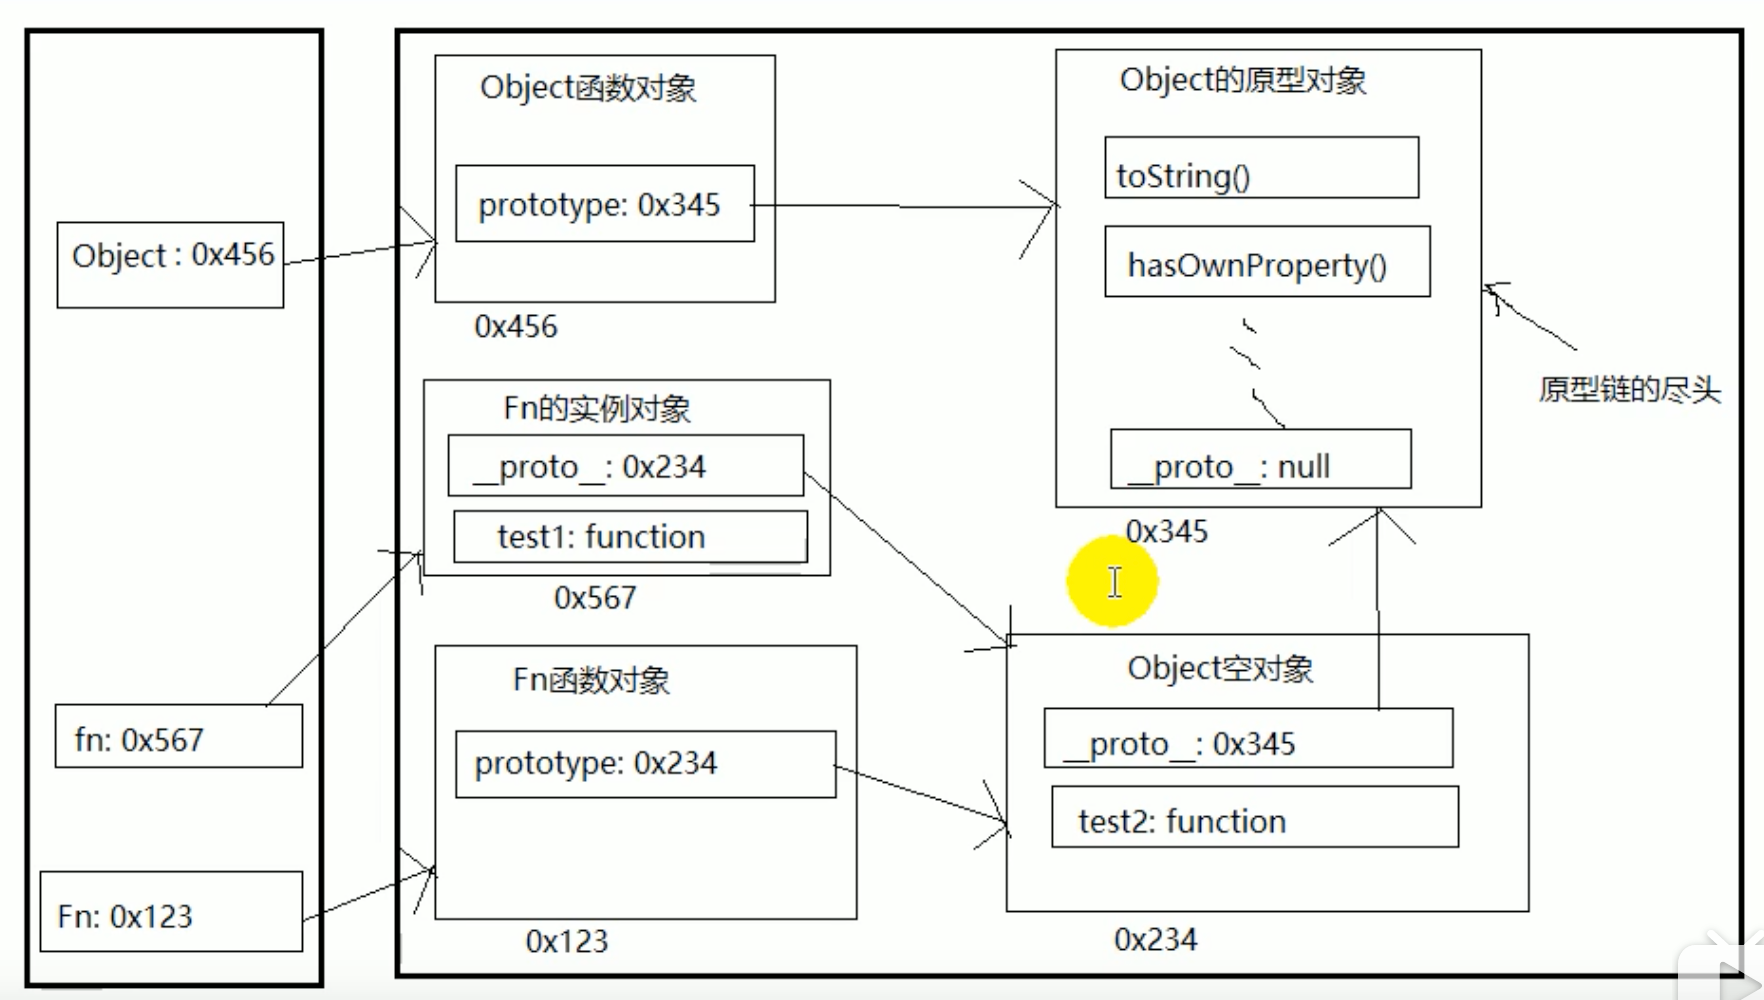 Object : 0x456
fn: 0x567
Fn: 0x123
Object函数对象
prototype: 0x345
0x456
Fn的实例对象
__proto__: 0x234
test1: function
0x567
Fn函数对象
prototype: 0x234
0x123
Object的原型对象
toString()
hasOwnProperty()
__proto__: null
0x345
原型链的尽头
Object空对象
__proto__: 0x345
test2: function
0x234